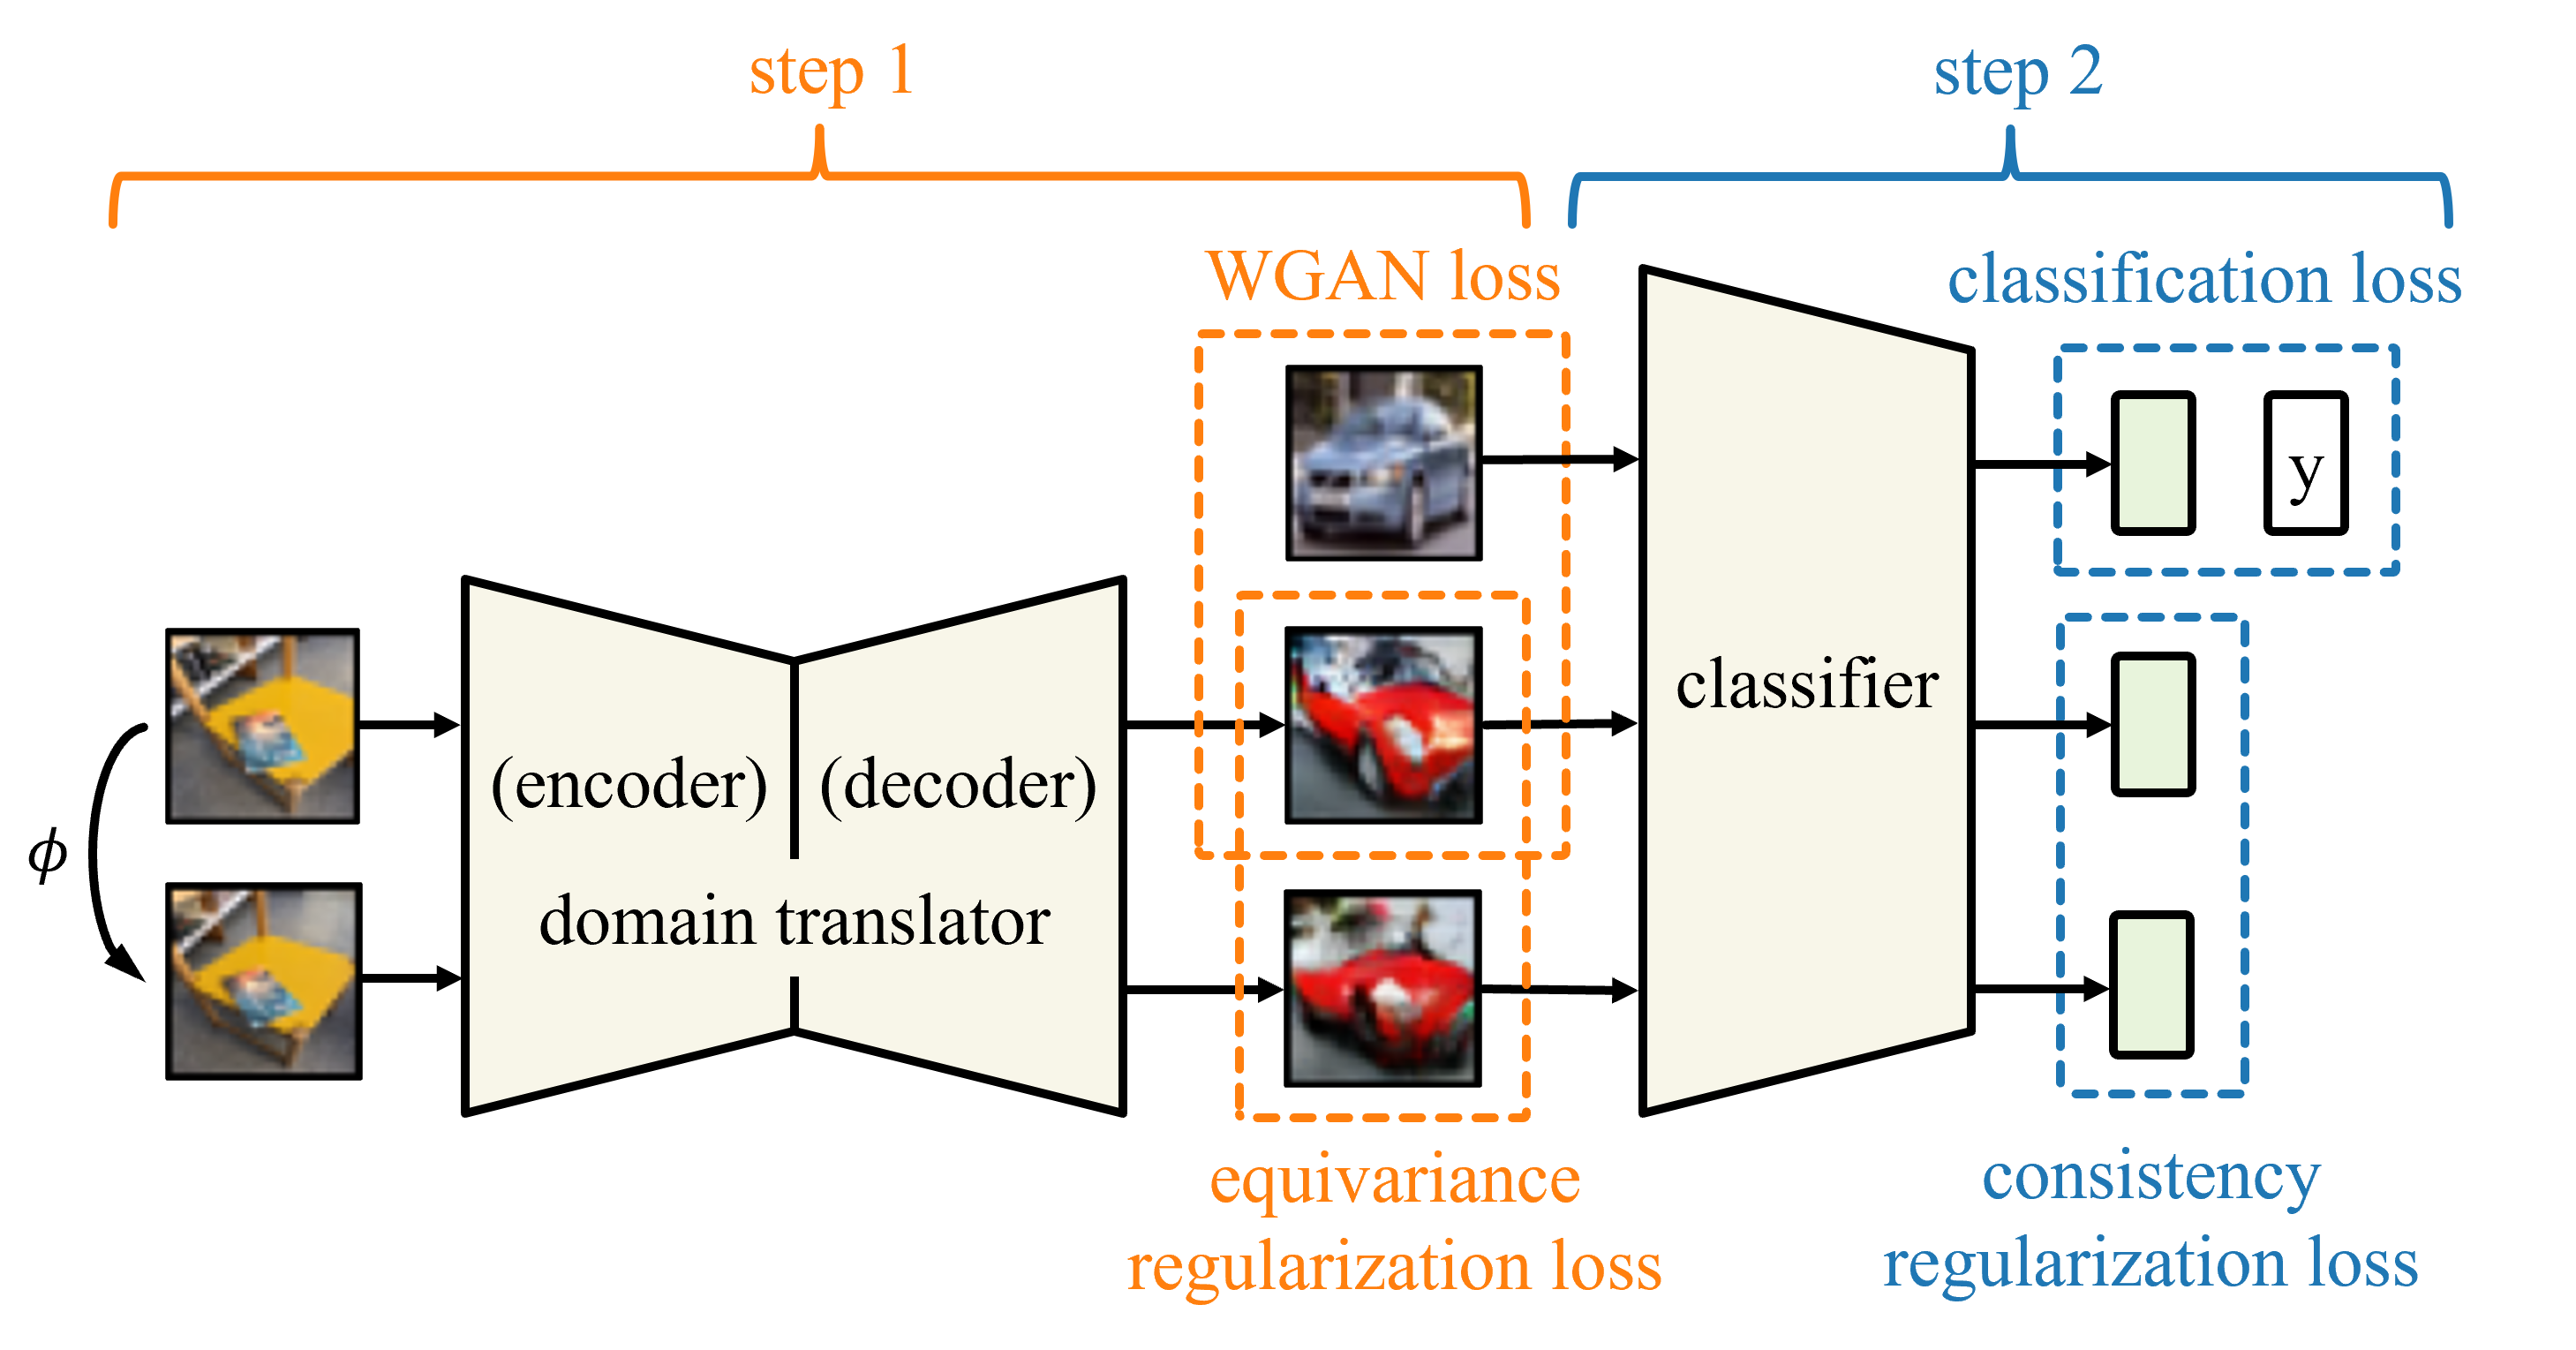 step 1
step 2
WGAN loss
classification loss
y
classifier
(encoder) (decoder)
ϕ
domain translator
equivariance
regularization loss
consistency
regularization loss